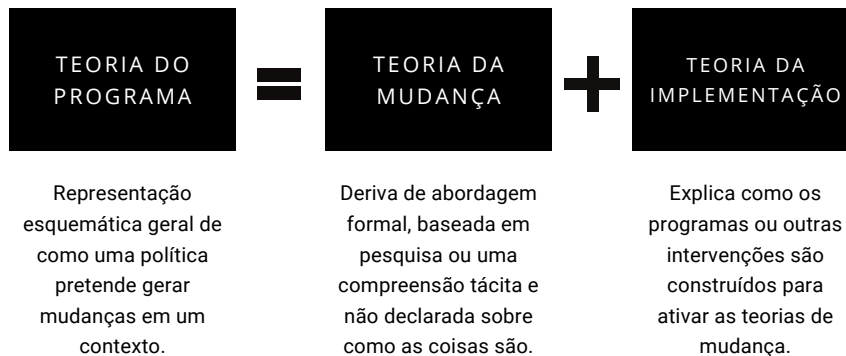 TEORIA DO
PROGRAMA
=
TEORIA DA
MUDANÇA
+
TEORIA DA
IMPLEMENTAÇÃO
Representação
esquemática geral de
como uma política
pretende gerar
mudanças em um
contexto.
Deriva de abordagem
formal, baseada em
pesquisa ou uma
compreensão tácita e
não declarada sobre
como as coisas são.
Explica como os
programas ou outras
intervenções são
construídos para
ativar as teorias de
mudança.